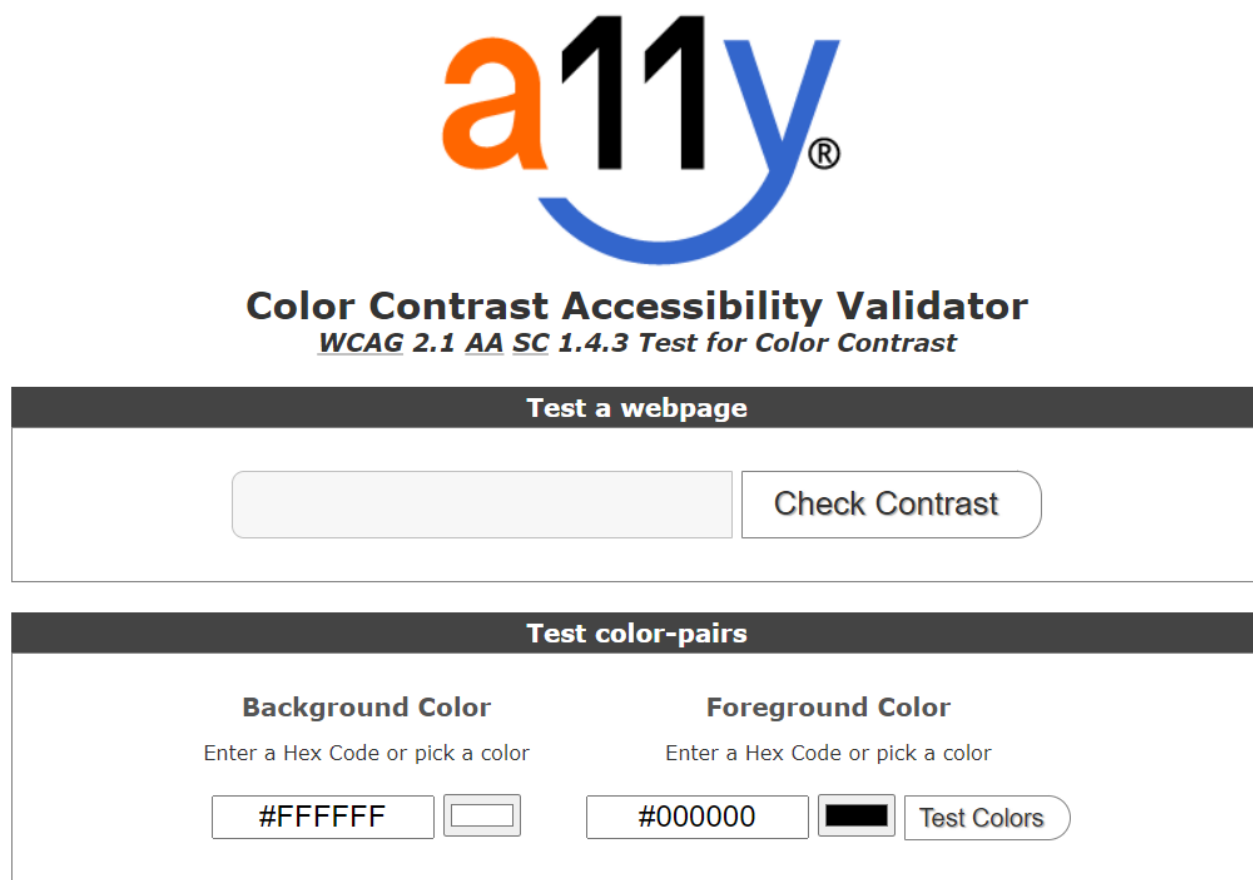 a11y®
Color Contrast Accessibility Validator
WCAG 2.1 AA SC 1.4.3 Test for Color Contrast
Test a webpage
Check Contrast
Test color-pairs
Background Color Foreground Color
Enter a Hex Code or pick a color Enter a Hex Code or pick a color
#FFFFFF #000000 Test Colors